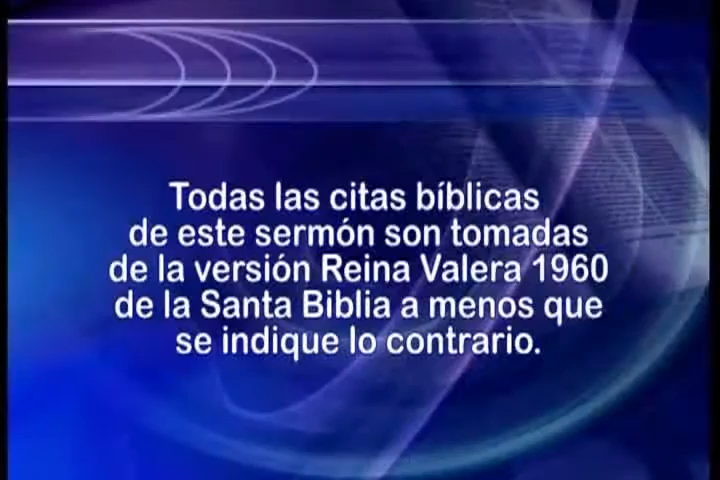 Todas las citas bíblicas
de este sermón son tomadas
de la versión Reina Valera 1960
de la Santa Biblia a menos que
se indique lo contrario.